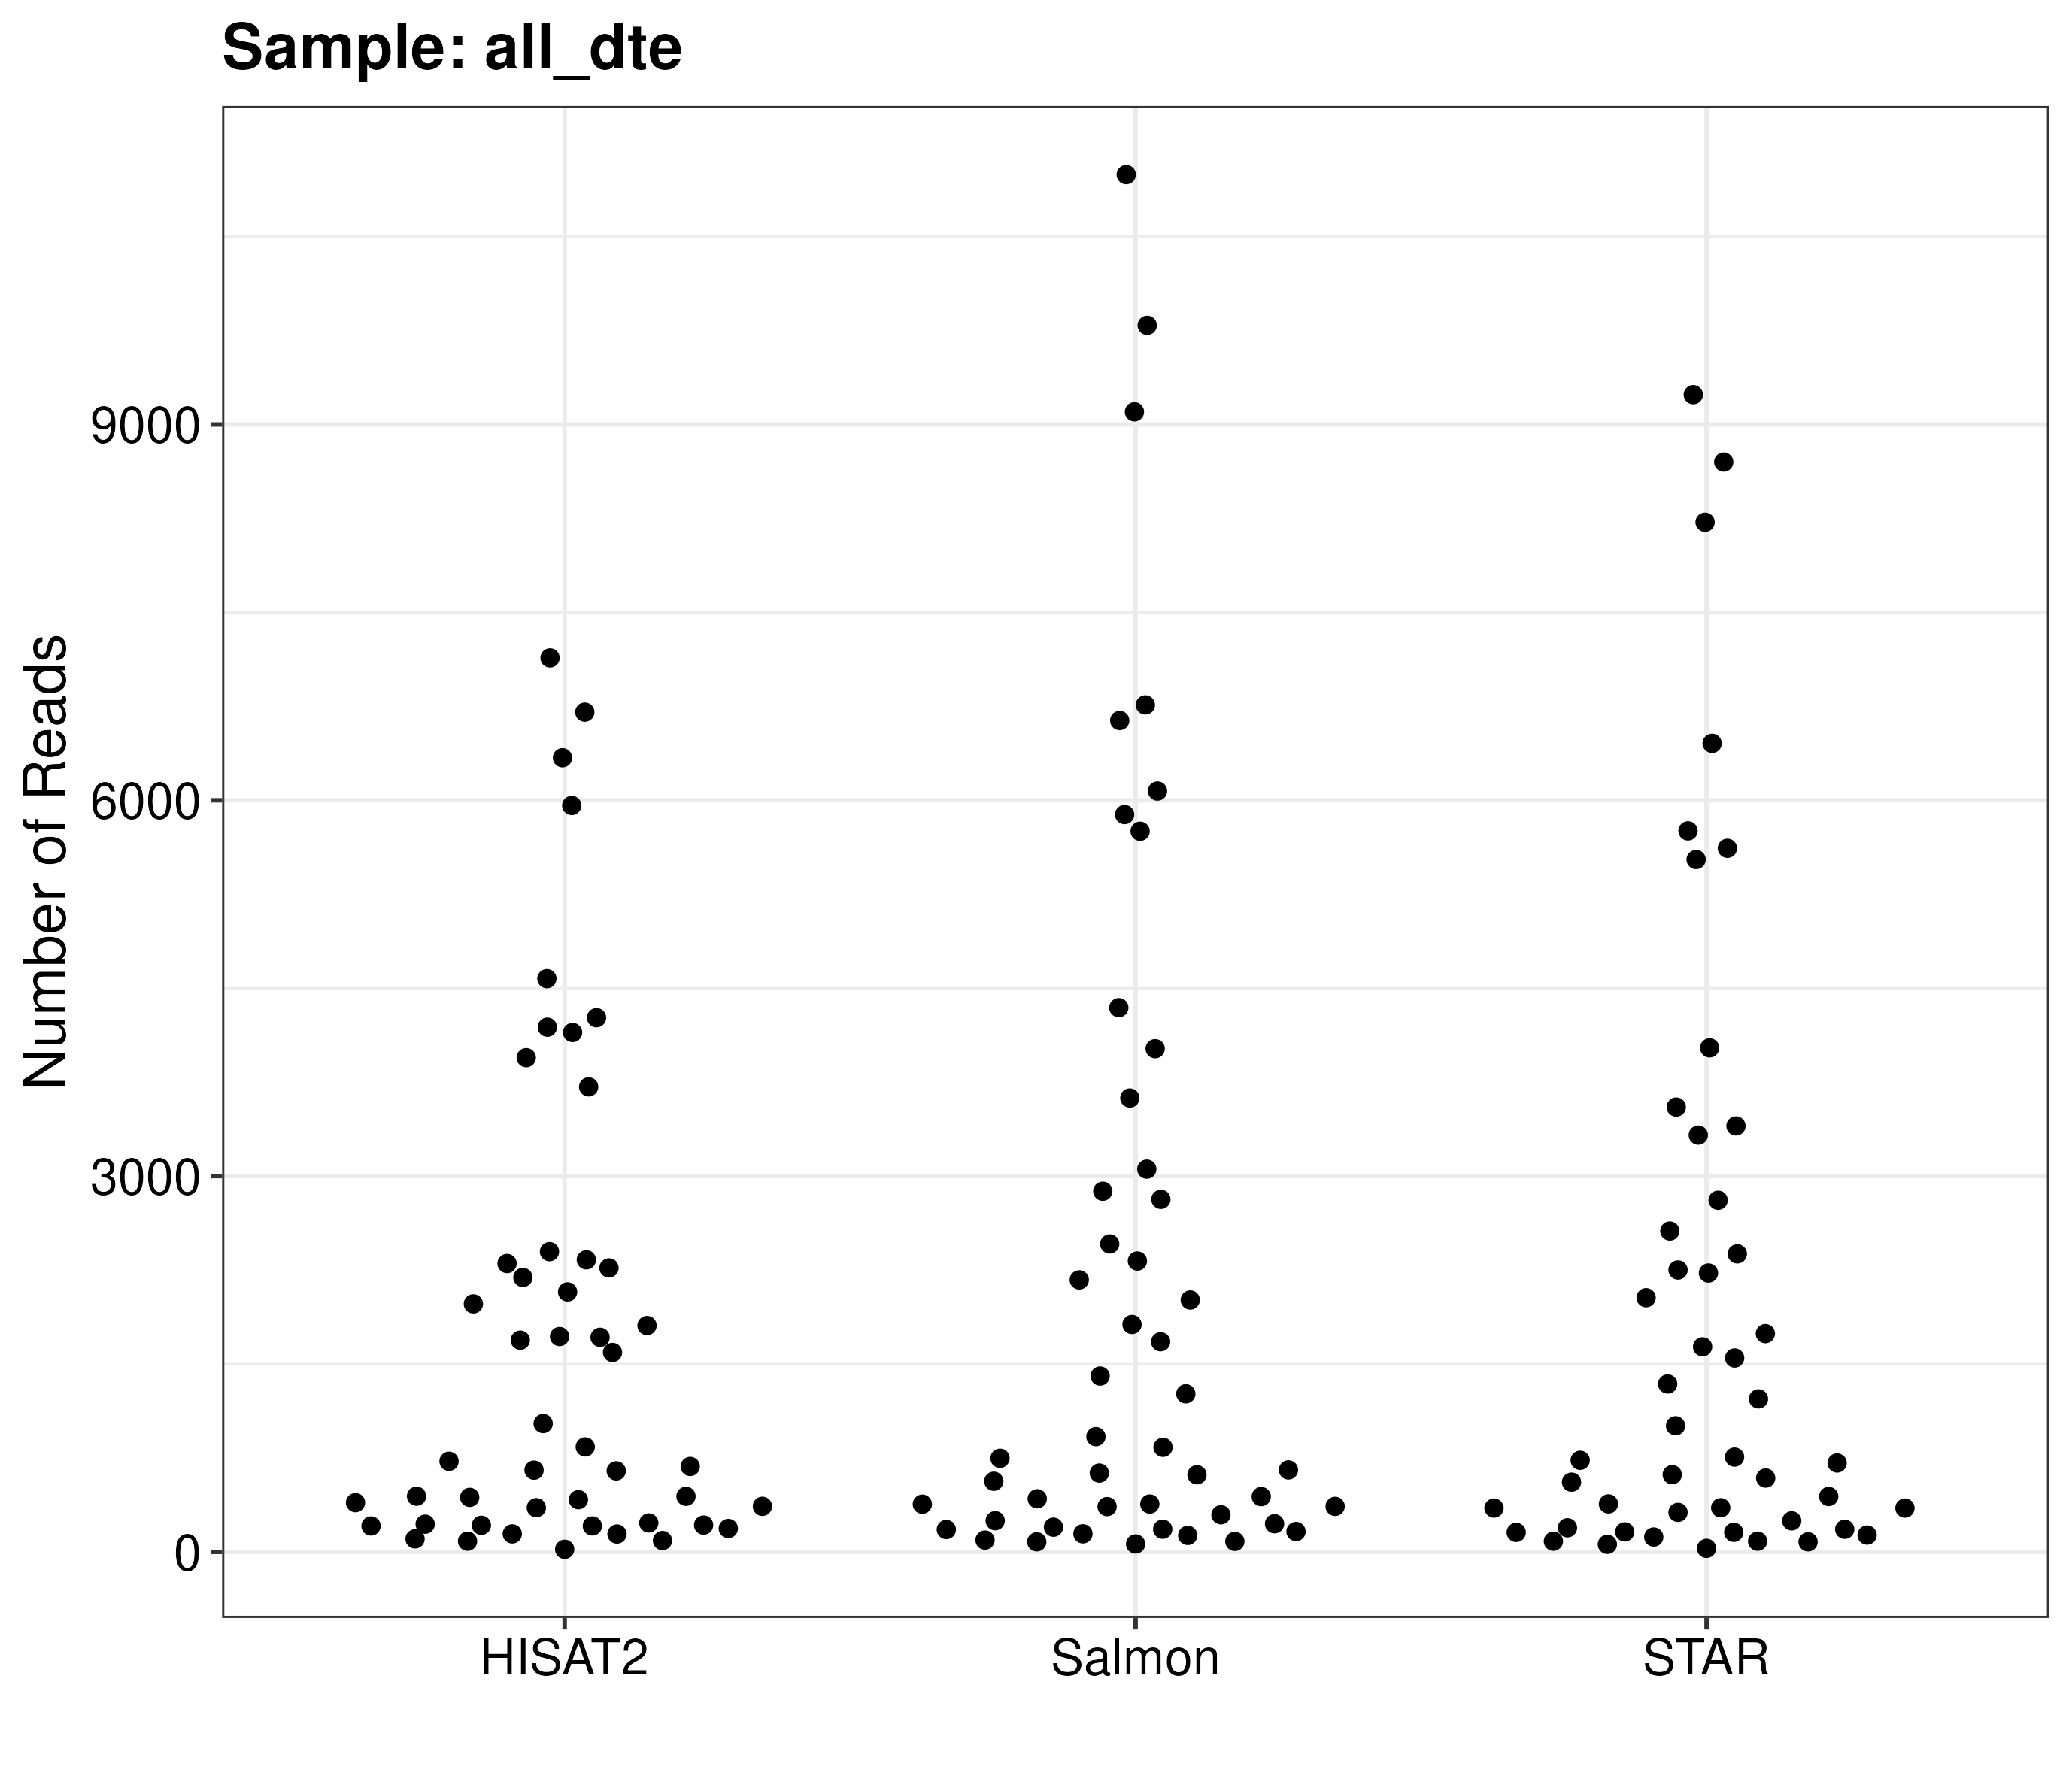 Sample: all_dte
Number of Reads
9000
6000
3000
0
HISAT2 Salmon STAR